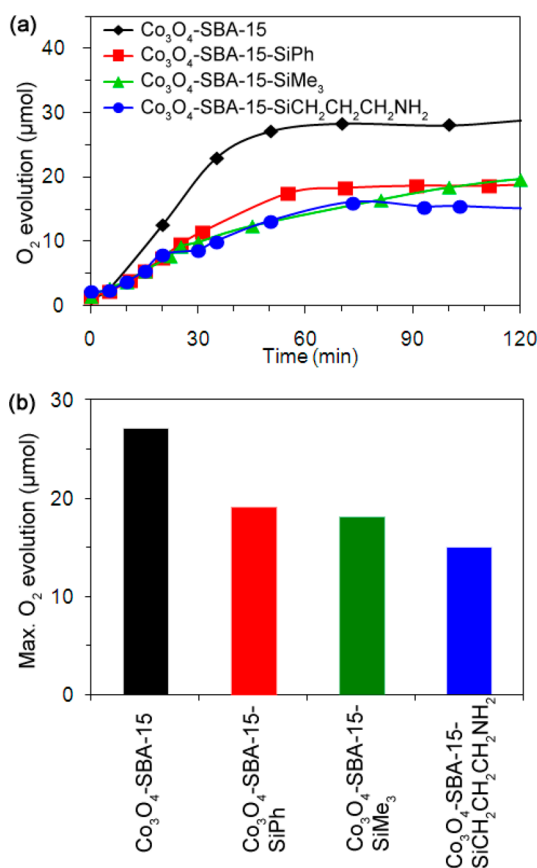 (a)
Co₃O₄-SBA-15
Co₃O₄-SBA-15-SiPh
Co₃O₄-SBA-15-SiMe₃
Co₃O₄-SBA-15-SiCH₂CH₂CH₂NH₂
O₂ evolution (µmol)
40
30
20
10
0
0 30 60 90 120
Time (min)
(b)
Max. O₂ evolution (µmol)
30
20
10
0
Co₃O₄-SBA-15
Co₃O₄-SBA-15-
SiPh
Co₃O₄-SBA-15-
SiMe₃
Co₃O₄-SBA-15-
SiCH₂CH₂CH₂NH₂